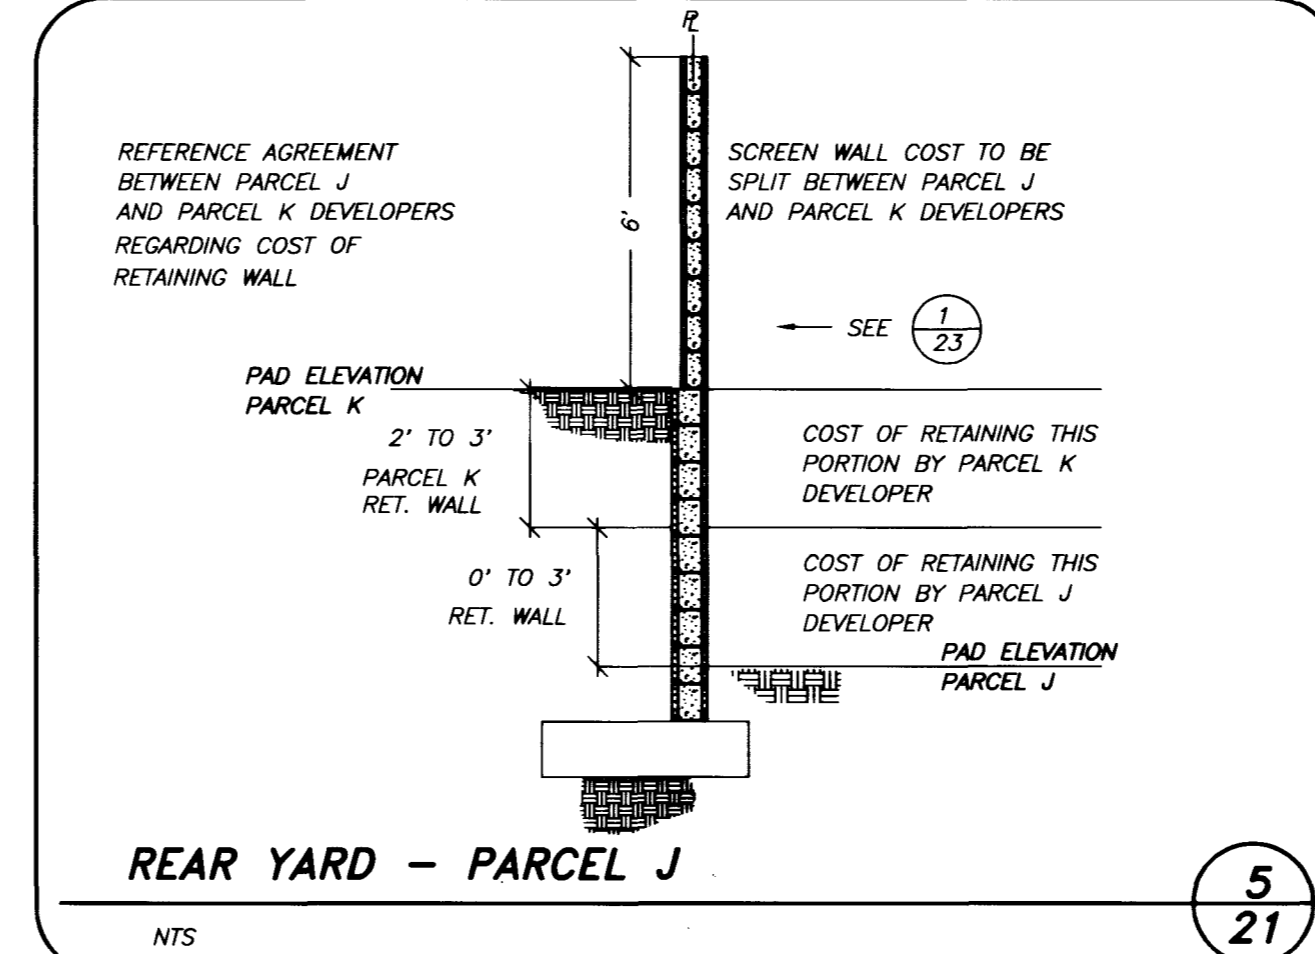 PL
REFERENCE AGREEMENT
BETWEEN PARCEL J
AND PARCEL K DEVELOPERS
REGARDING COST OF
RETAINING WALL
6'
SCREEN WALL COST TO BE
SPLIT BETWEEN PARCEL J
AND PARCEL K DEVELOPERS
SEE
1
23
PAD ELEVATION
PARCEL K
2' TO 3'
PARCEL K
RET. WALL
COST OF RETAINING THIS
PORTION BY PARCEL K
DEVELOPER
0' TO 3'
RET. WALL
COST OF RETAINING THIS
PORTION BY PARCEL J
DEVELOPER
PAD ELEVATION
PARCEL J
REAR YARD - PARCEL J
5
21
NTS